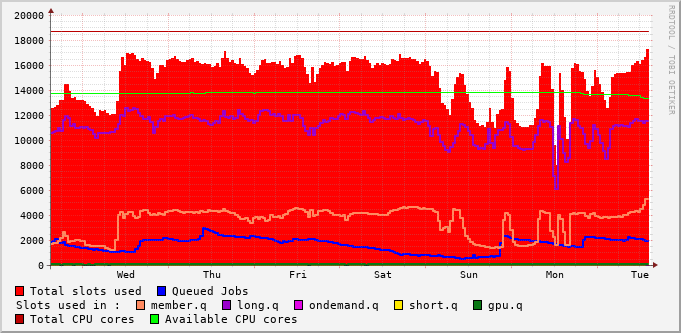 20000
18000
16000
14000
12000
10000
8000
6000
4000
2000
0
Wed Thu Fri Sat Sun Mon Tue
Total slots used Queued Jobs
Slots used in : member.q long.q ondemand.q short.q gpu.q
Total CPU cores Available CPU cores
RRDTOOL / TOBI OETIKER